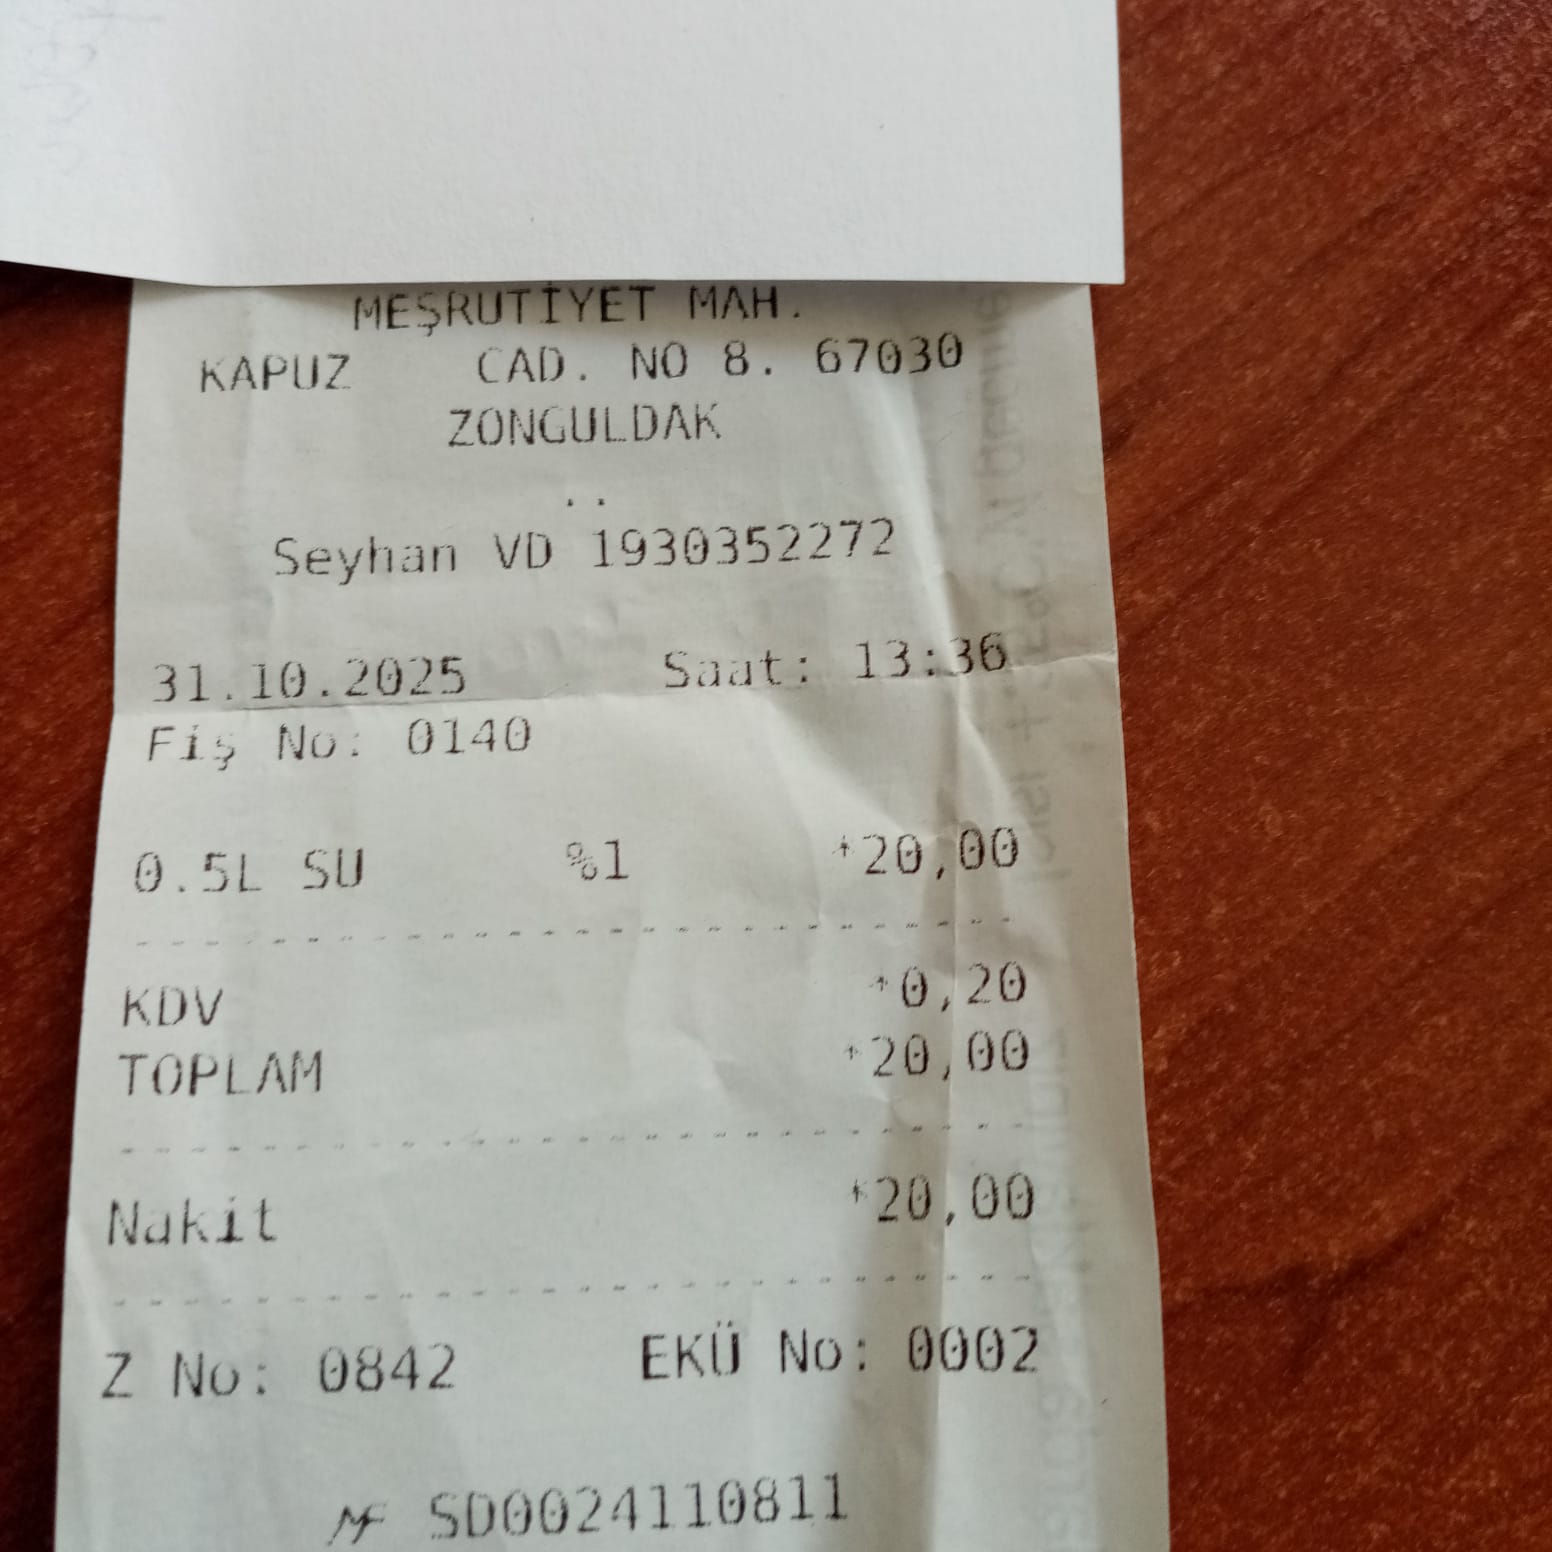 MEŞRUTİYET MAH.
KAPUZ CAD. NO 8. 67030
ZONGULDAK
..
Seyhan VD 1930352272
31.10.2025 Saat: 13:36
Fiş No: 0140
0.5L SU %1 *20,00
KDV *0,20
TOPLAM *20,00
Nakit *20,00
Z No: 0842 EKÜ No: 0002
MF SD0024110811